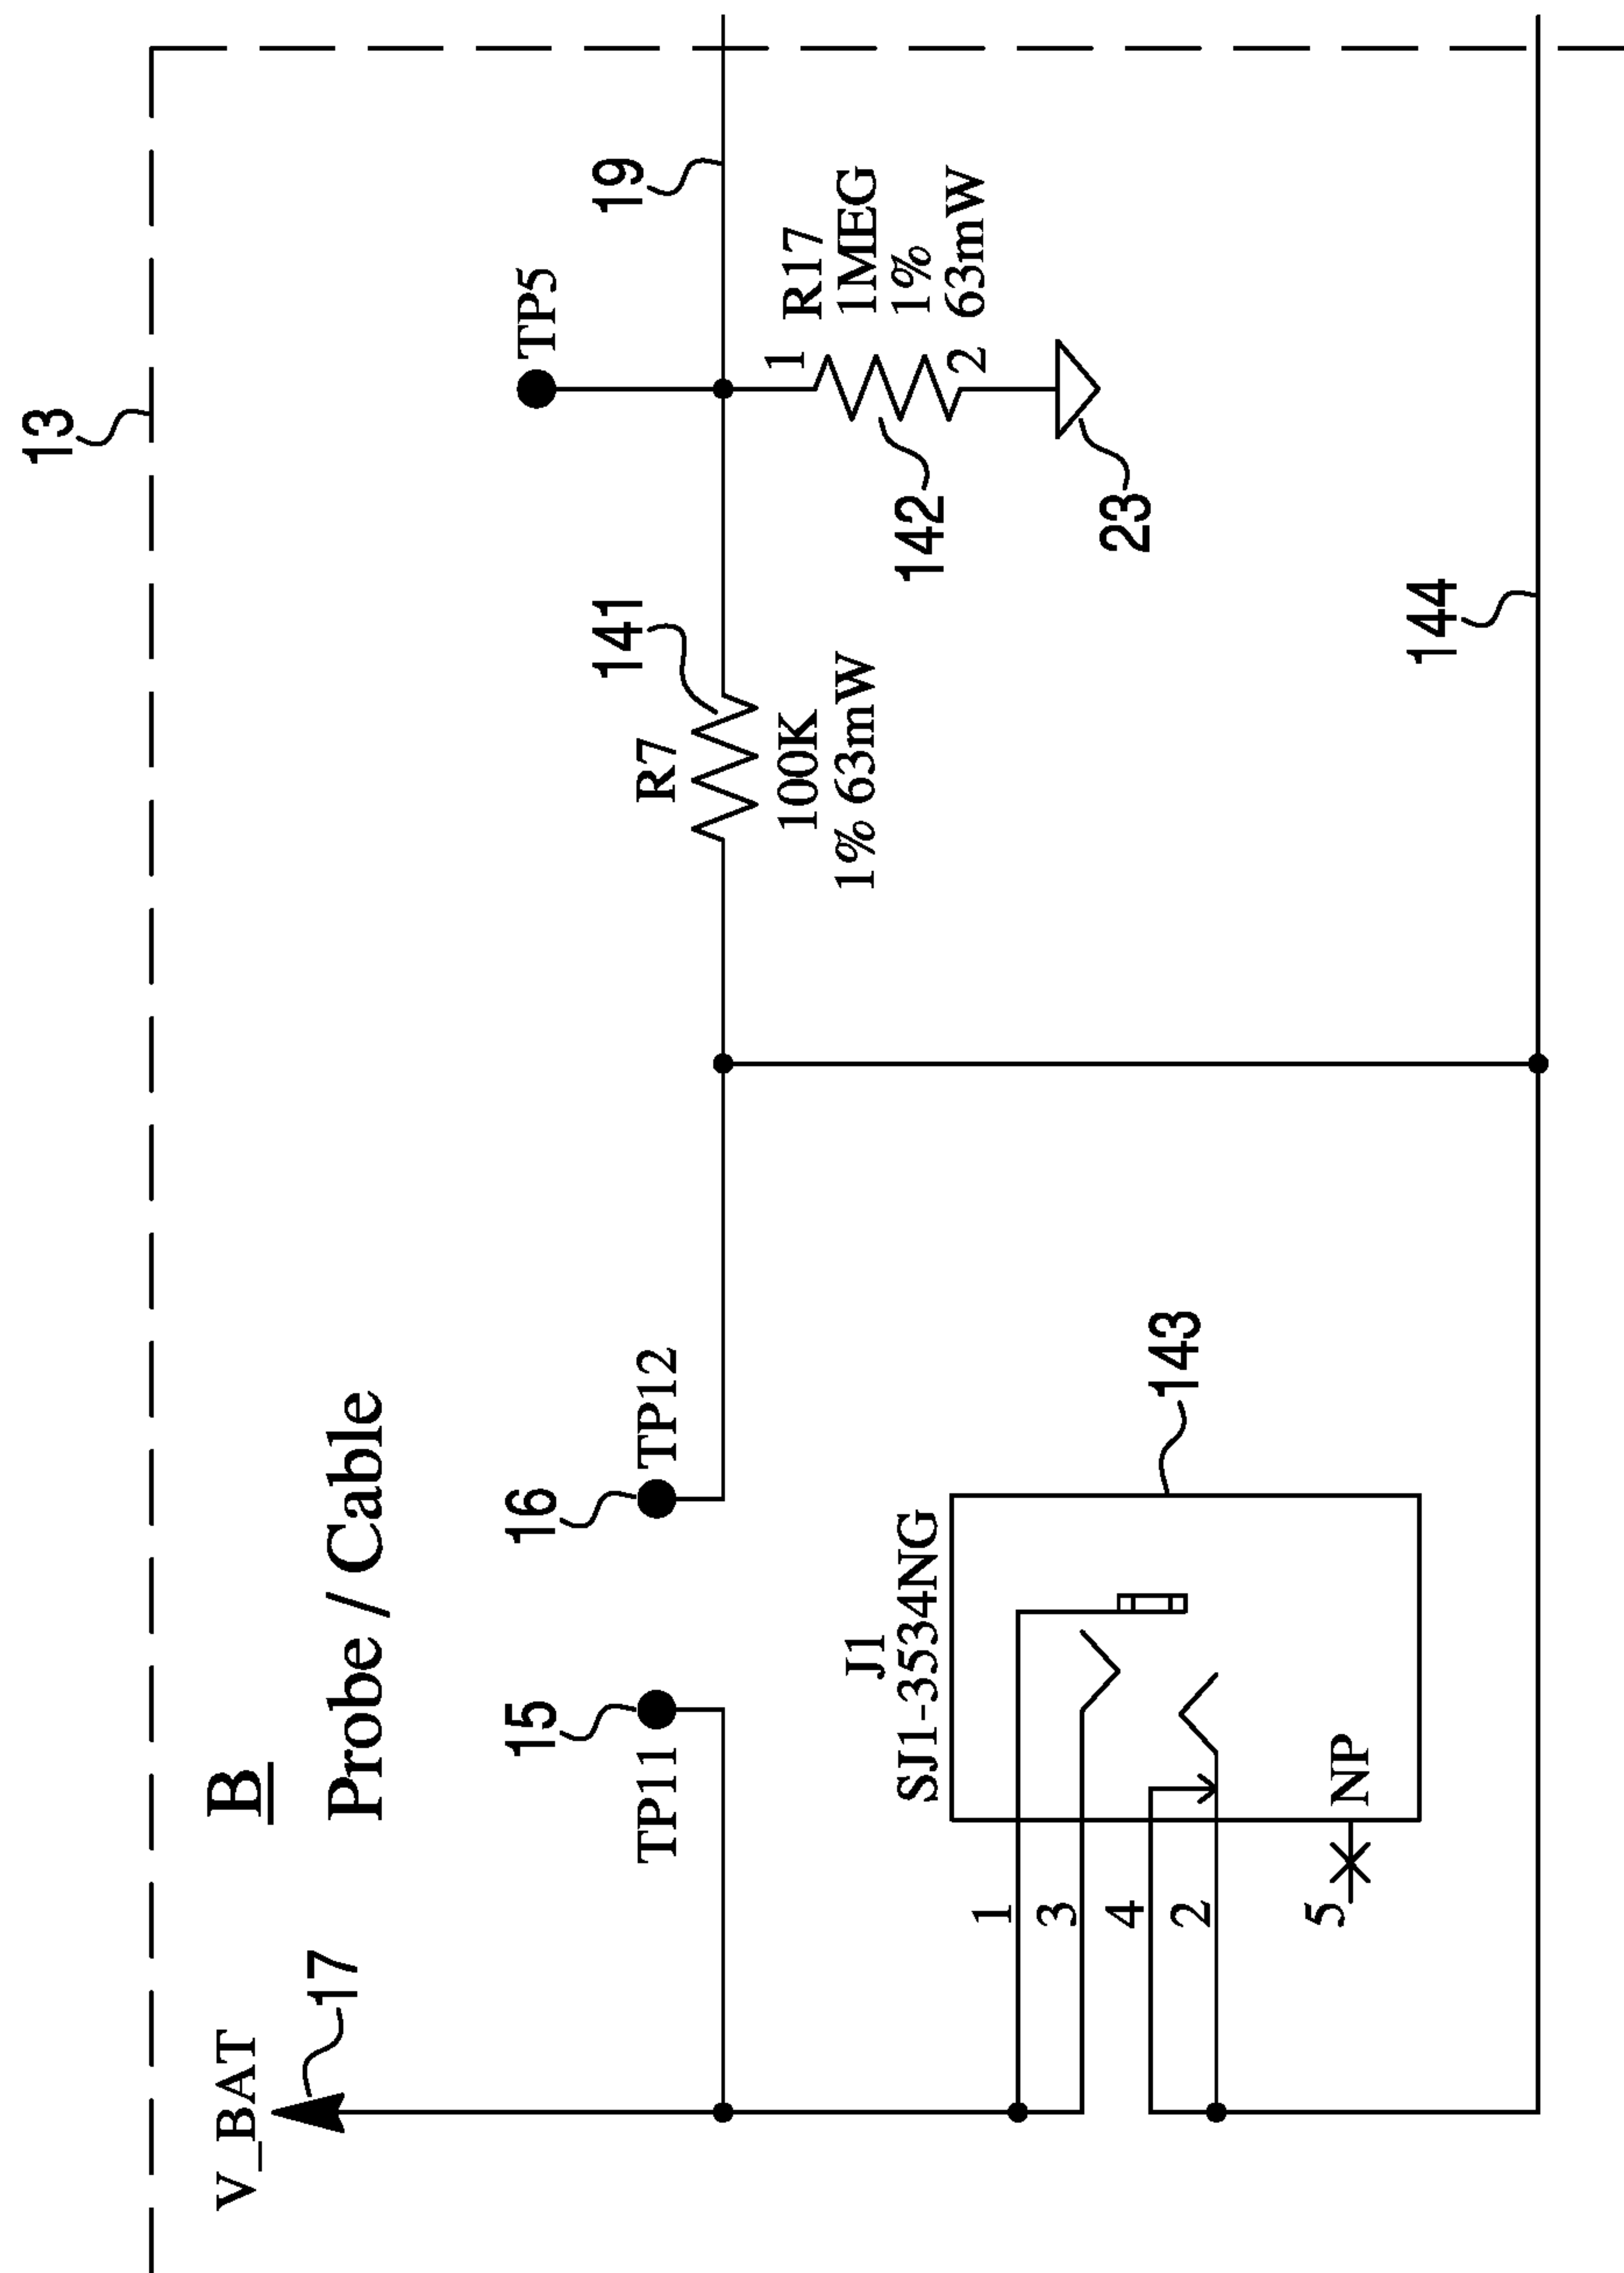 13
B
Probe / Cable
V_BAT
17
15
TP11
16
TP12
TP5
19
R7
141
100K
1% 63mW
1
R17
1MEG
1%
63mW
2
142
23
J1
SJ1-3534NG
143
1
3
4
2
5
NP
144